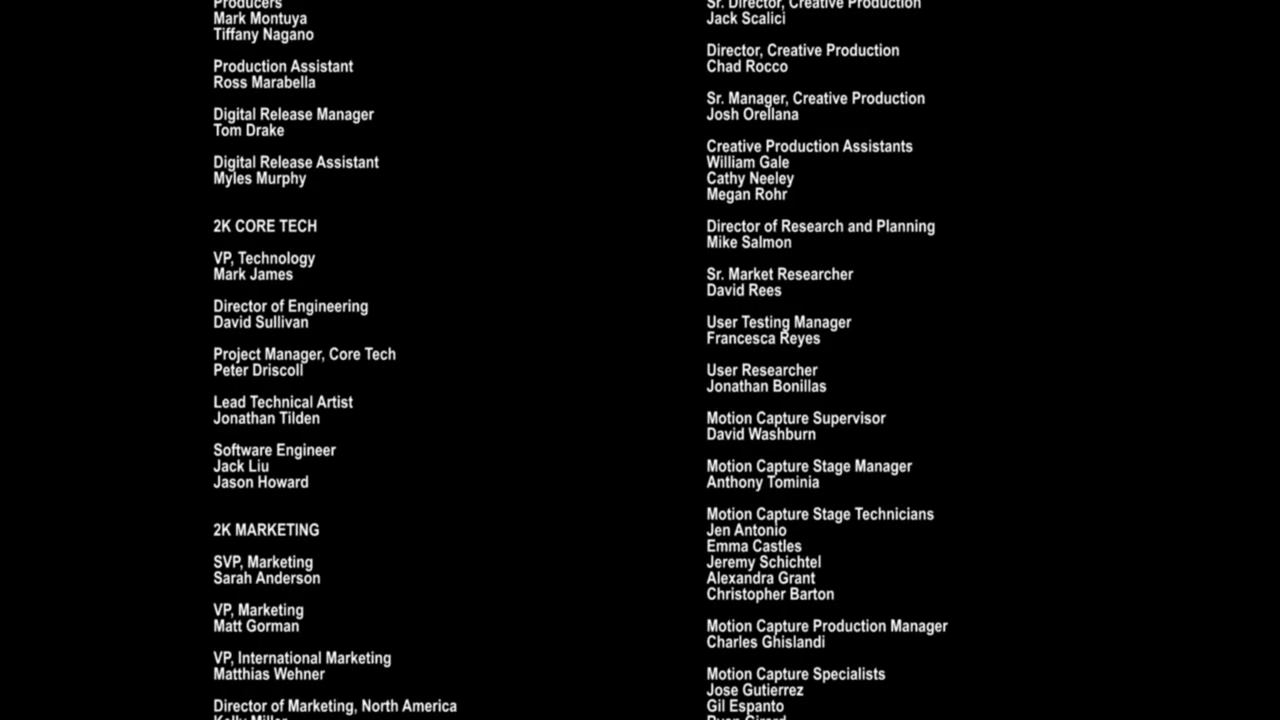 Producers
Mark Montuya
Tiffany Nagano
Production Assistant
Ross Marabella
Digital Release Manager
Tom Drake
Digital Release Assistant
Myles Murphy
2K CORE TECH
VP, Technology
Mark James
Director of Engineering
David Sullivan
Project Manager, Core Tech
Peter Driscoll
Lead Technical Artist
Jonathan Tilden
Software Engineer
Jack Liu
Jason Howard
2K MARKETING
SVP, Marketing
Sarah Anderson
VP, Marketing
Matt Gorman
VP, International Marketing
Matthias Wehner
Director of Marketing, North America
Kelly Miller
Sr. Director, Creative Production
Jack Scalici
Director, Creative Production
Chad Rocco
Sr. Manager, Creative Production
Josh Orellana
Creative Production Assistants
William Gale
Cathy Neeley
Megan Rohr
Director of Research and Planning
Mike Salmon
Sr. Market Researcher
David Rees
User Testing Manager
Francesca Reyes
User Researcher
Jonathan Bonillas
Motion Capture Supervisor
David Washburn
Motion Capture Stage Manager
Anthony Tominia
Motion Capture Stage Technicians
Jen Antonio
Emma Castles
Jeremy Schichtel
Alexandra Grant
Christopher Barton
Motion Capture Production Manager
Charles Ghislandi
Motion Capture Specialists
Jose Gutierrez
Gil Espanto
Ryan Girard